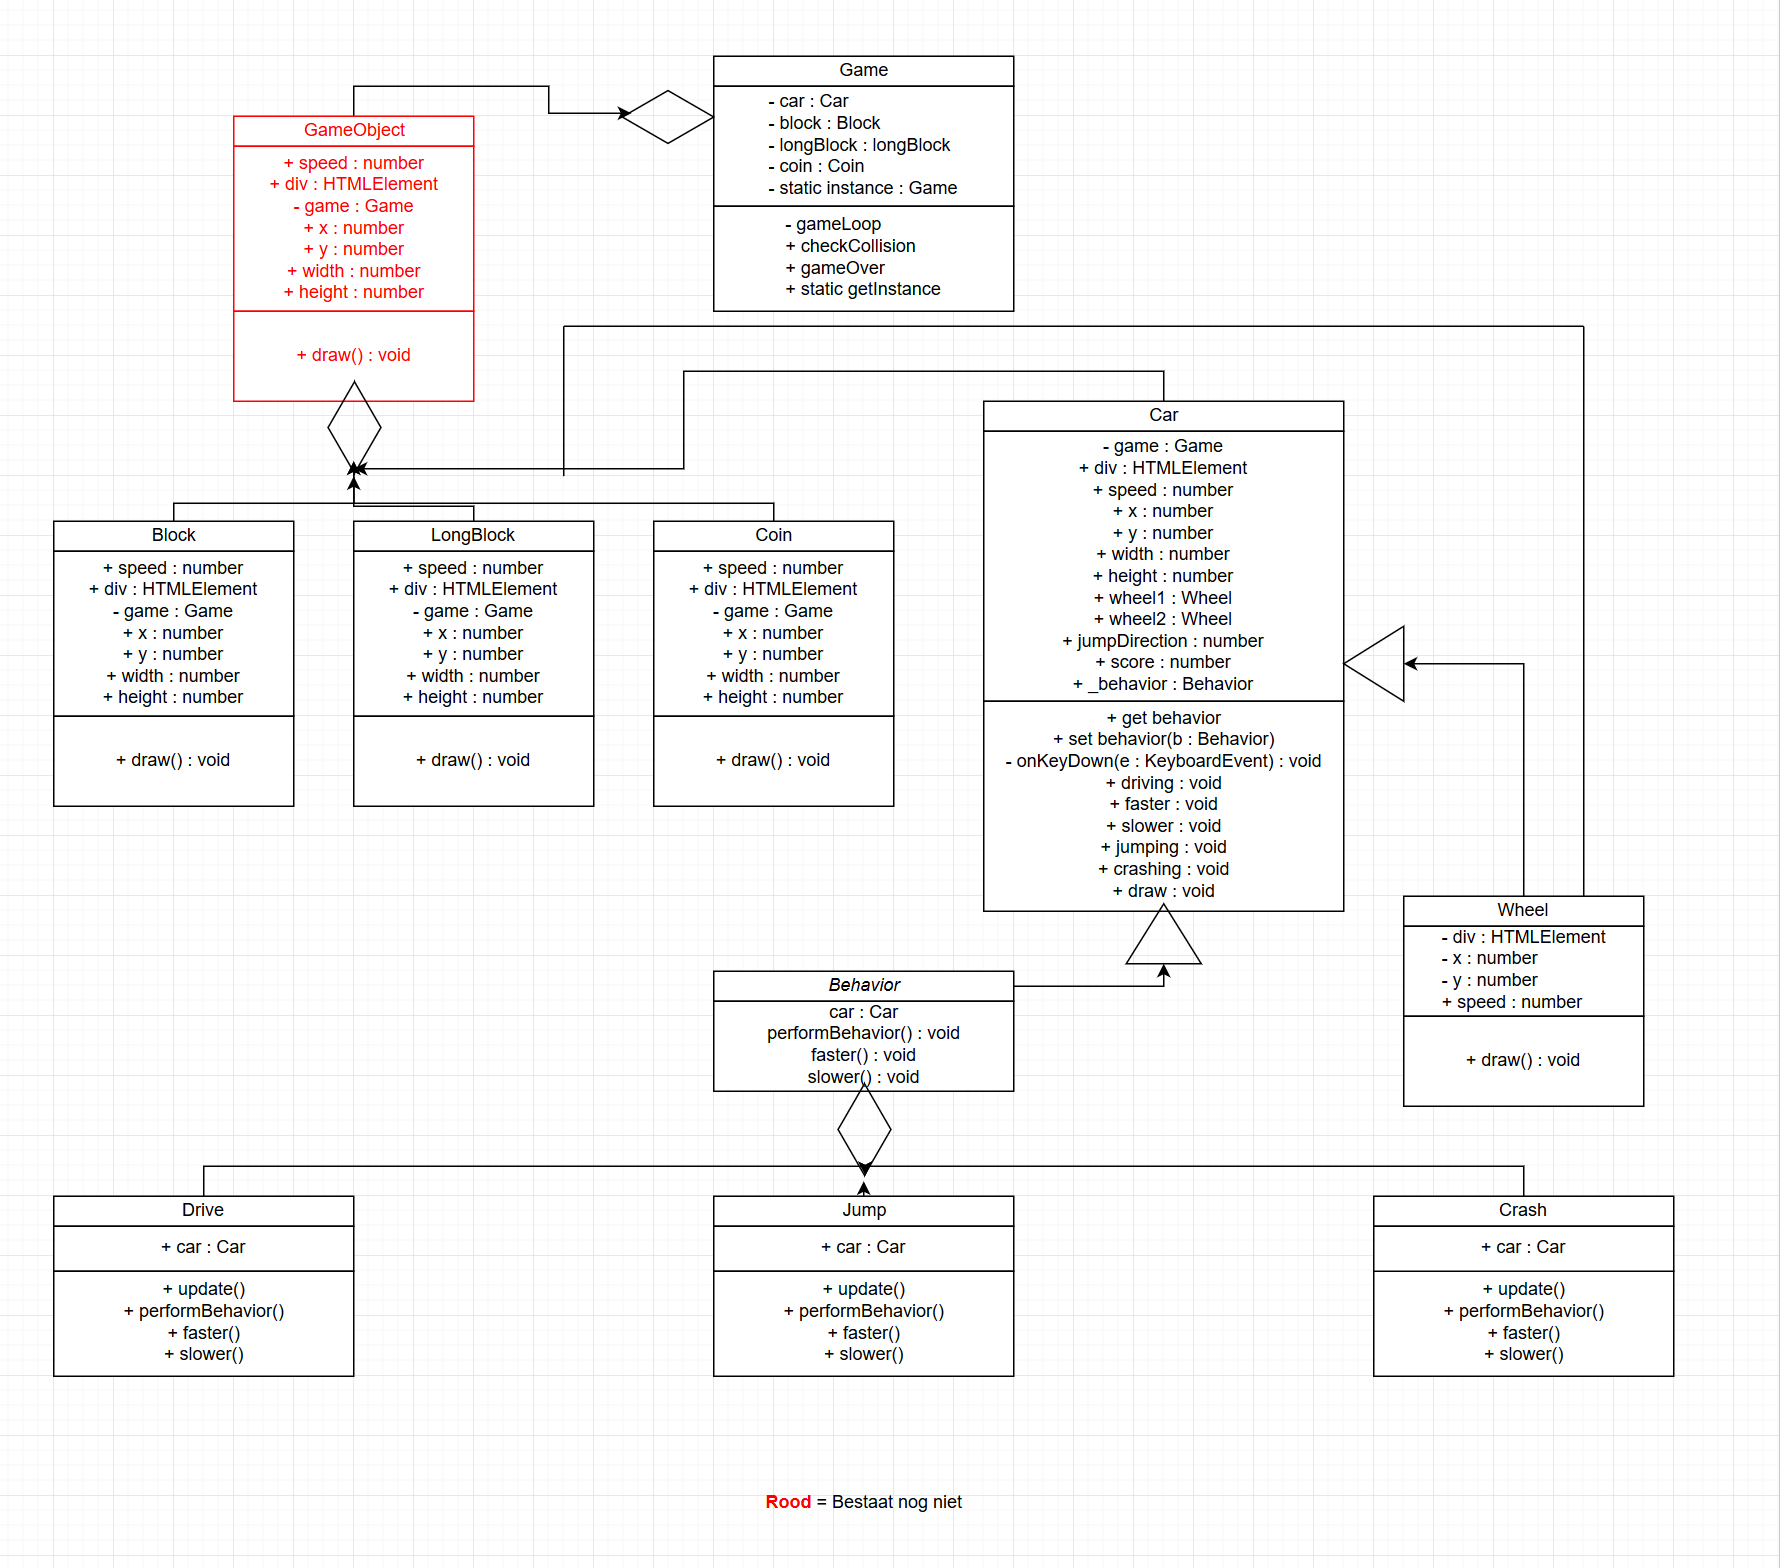 Game
- car : Car
- block : Block
- longBlock : longBlock
- coin : Coin
- static instance : Game
- gameLoop
+ checkCollision
+ gameOver
+ static getInstance
GameObject
+ speed : number
+ div : HTMLElement
- game : Game
+ x : number
+ y : number
+ width : number
+ height : number
+ draw() : void
Block
+ speed : number
+ div : HTMLElement
- game : Game
+ x : number
+ y : number
+ width : number
+ height : number
+ draw() : void
LongBlock
+ speed : number
+ div : HTMLElement
- game : Game
+ x : number
+ y : number
+ width : number
+ height : number
+ draw() : void
Coin
+ speed : number
+ div : HTMLElement
- game : Game
+ x : number
+ y : number
+ width : number
+ height : number
+ draw() : void
Car
- game : Game
+ div : HTMLElement
+ speed : number
+ x : number
+ y : number
+ width : number
+ height : number
+ wheel1 : Wheel
+ wheel2 : Wheel
+ jumpDirection : number
+ score : number
+ _behavior : Behavior
+ get behavior
+ set behavior(b : Behavior)
- onKeyDown(e : KeyboardEvent) : void
+ driving : void
+ faster : void
+ slower : void
+ jumping : void
+ crashing : void
+ draw : void
Wheel
- div : HTMLElement
- x : number
- y : number
+ speed : number
+ draw() : void
Behavior
car : Car
performBehavior() : void
faster() : void
slower() : void
Drive
+ car : Car
+ update()
+ performBehavior()
+ faster()
+ slower()
Jump
+ car : Car
+ update()
+ performBehavior()
+ faster()
+ slower()
Crash
+ car : Car
+ update()
+ performBehavior()
+ faster()
+ slower()
Rood = Bestaat nog niet